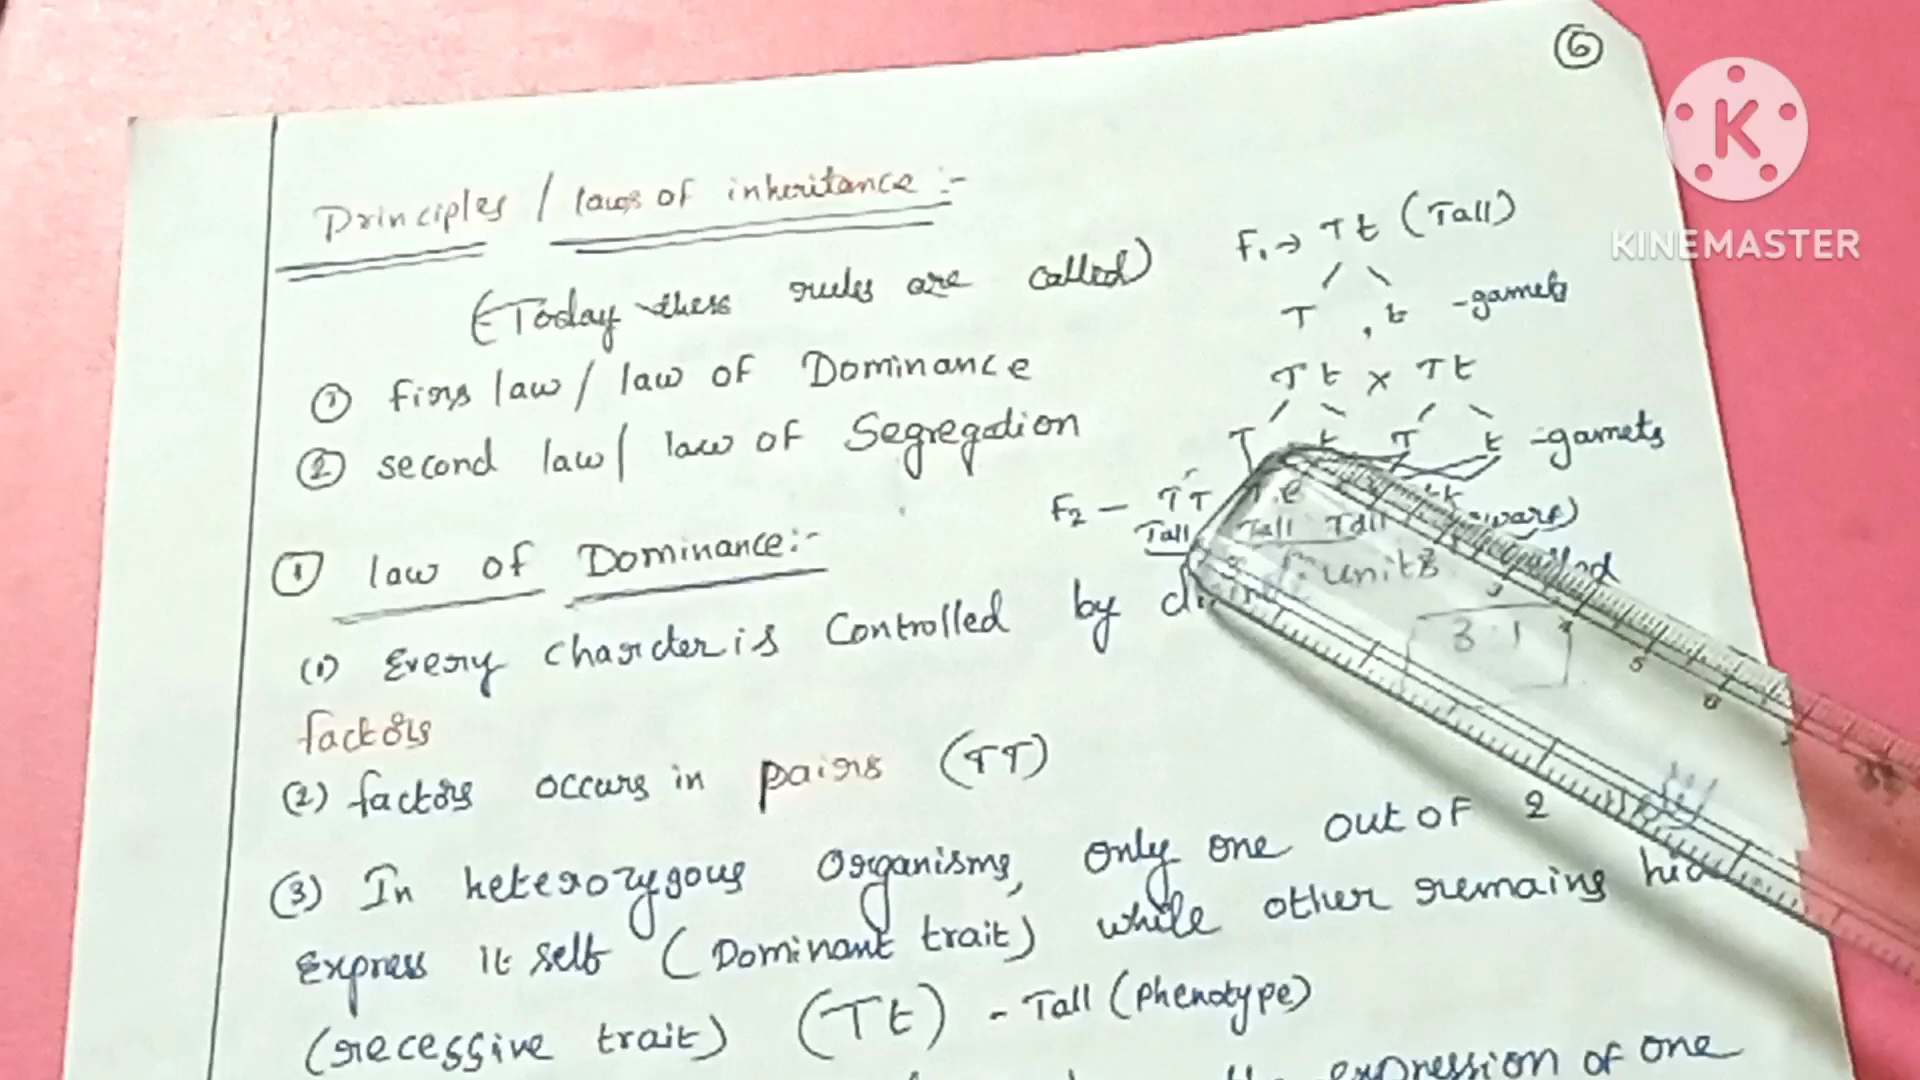 6
K
KINEMASTER
Principles / laws of inheritance :-
(Today these rules are called)
① firs law / law of Dominance
② second law / law of Segregation
F₁ → Tt (Tall)
T , t - gamets
Tt x Tt
T t T t - gamets
F₂ - TT
Tall Tall Tall
① law of Dominance:-
(1) Every charcter is controlled by units called
factors
3:1
(2) factors occurs in pairs (TT)
(3) In heterozygous organisms, only one out of 2
express it self (Dominant trait) while other remains
(recessive trait) (Tt) - Tall (phenotype)
expression of one